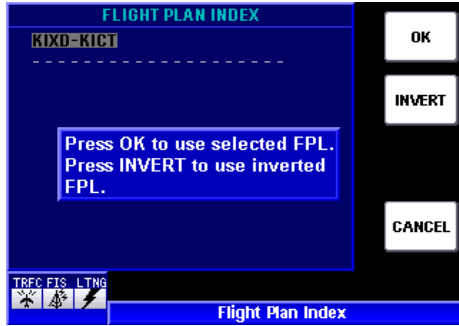 FLIGHT PLAN INDEX
KIXD-KICT
- - - - - - - - - - - - - - - - - - - - -
OK
INVERT
Press OK to use selected FPL.
Press INVERT to use inverted
FPL.
CANCEL
TRFC FIS LTNG
Flight Plan Index